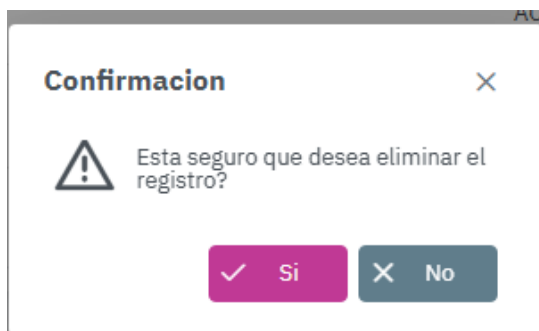 Confirmacion
Esta seguro que desea eliminar el
registro?
Si
No